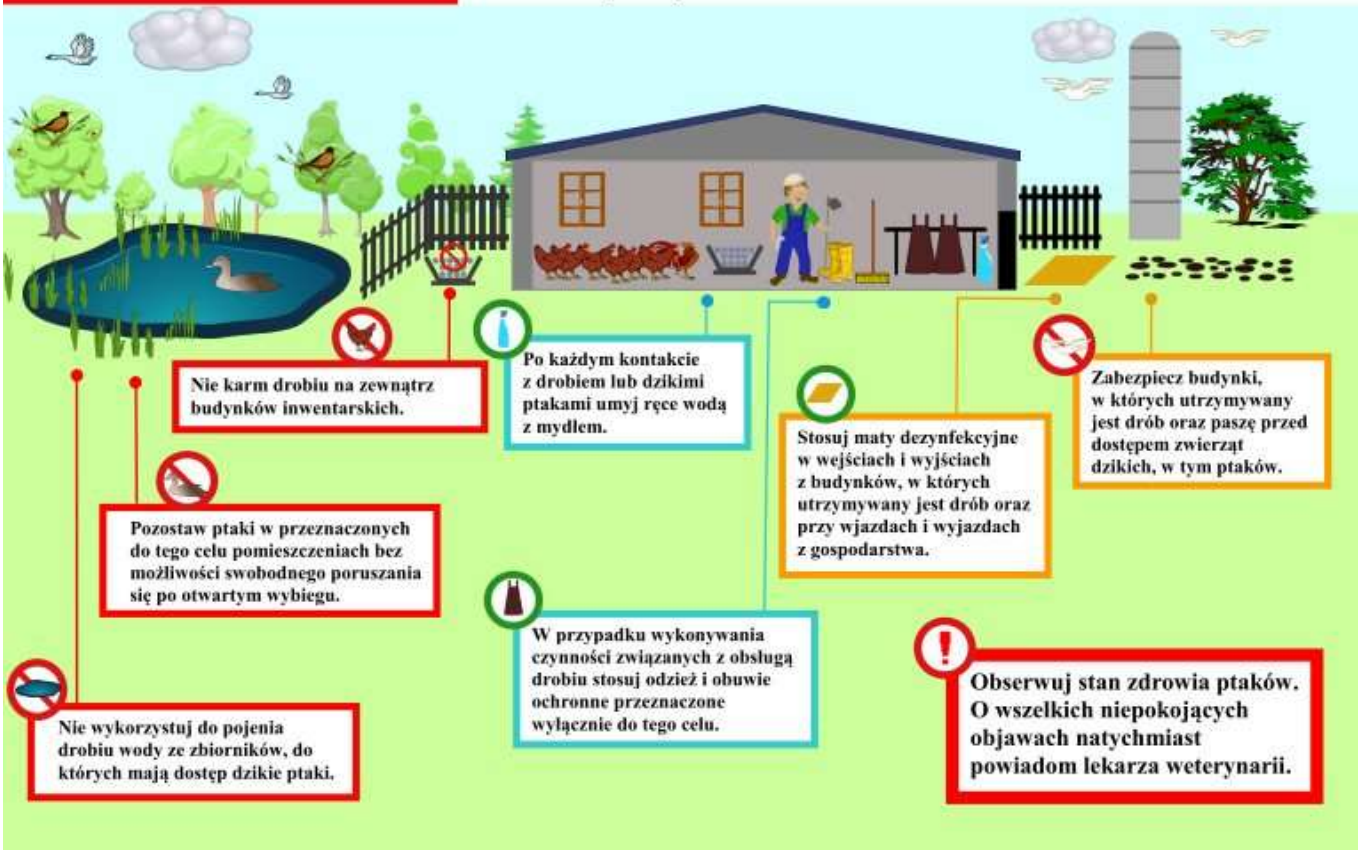 Nie karm drobiu na zewnątrz
budynków inwentarskich.
Po każdym kontakcie
z drobiem lub dzikimi
ptakami umyj ręce wodą
z mydłem.
Stosuj maty dezynfekcyjne
w wejściach i wyjściach
z budynków, w których
utrzymywany jest drób oraz
przy wjazdach i wyjazdach
z gospodarstwa.
Zabezpiecz budynki,
w których utrzymywany
jest drób oraz paszę przed
dostępem zwierząt
dzikich, w tym ptaków.
Pozostaw ptaki w przeznaczonych
do tego celu pomieszczeniach bez
możliwości swobodnego poruszania
się po otwartym wybiegu.
W przypadku wykonywania
czynności związanych z obsługą
drobiu stosuj odzież i obuwie
ochronne przeznaczone
wyłącznie do tego celu.
Nie wykorzystuj do pojenia
drobiu wody ze zbiorników, do
których mają dostęp dzikie ptaki.
Obserwuj stan zdrowia ptaków.
O wszelkich niepokojących
objawach natychmiast
powiadom lekarza weterynarii.